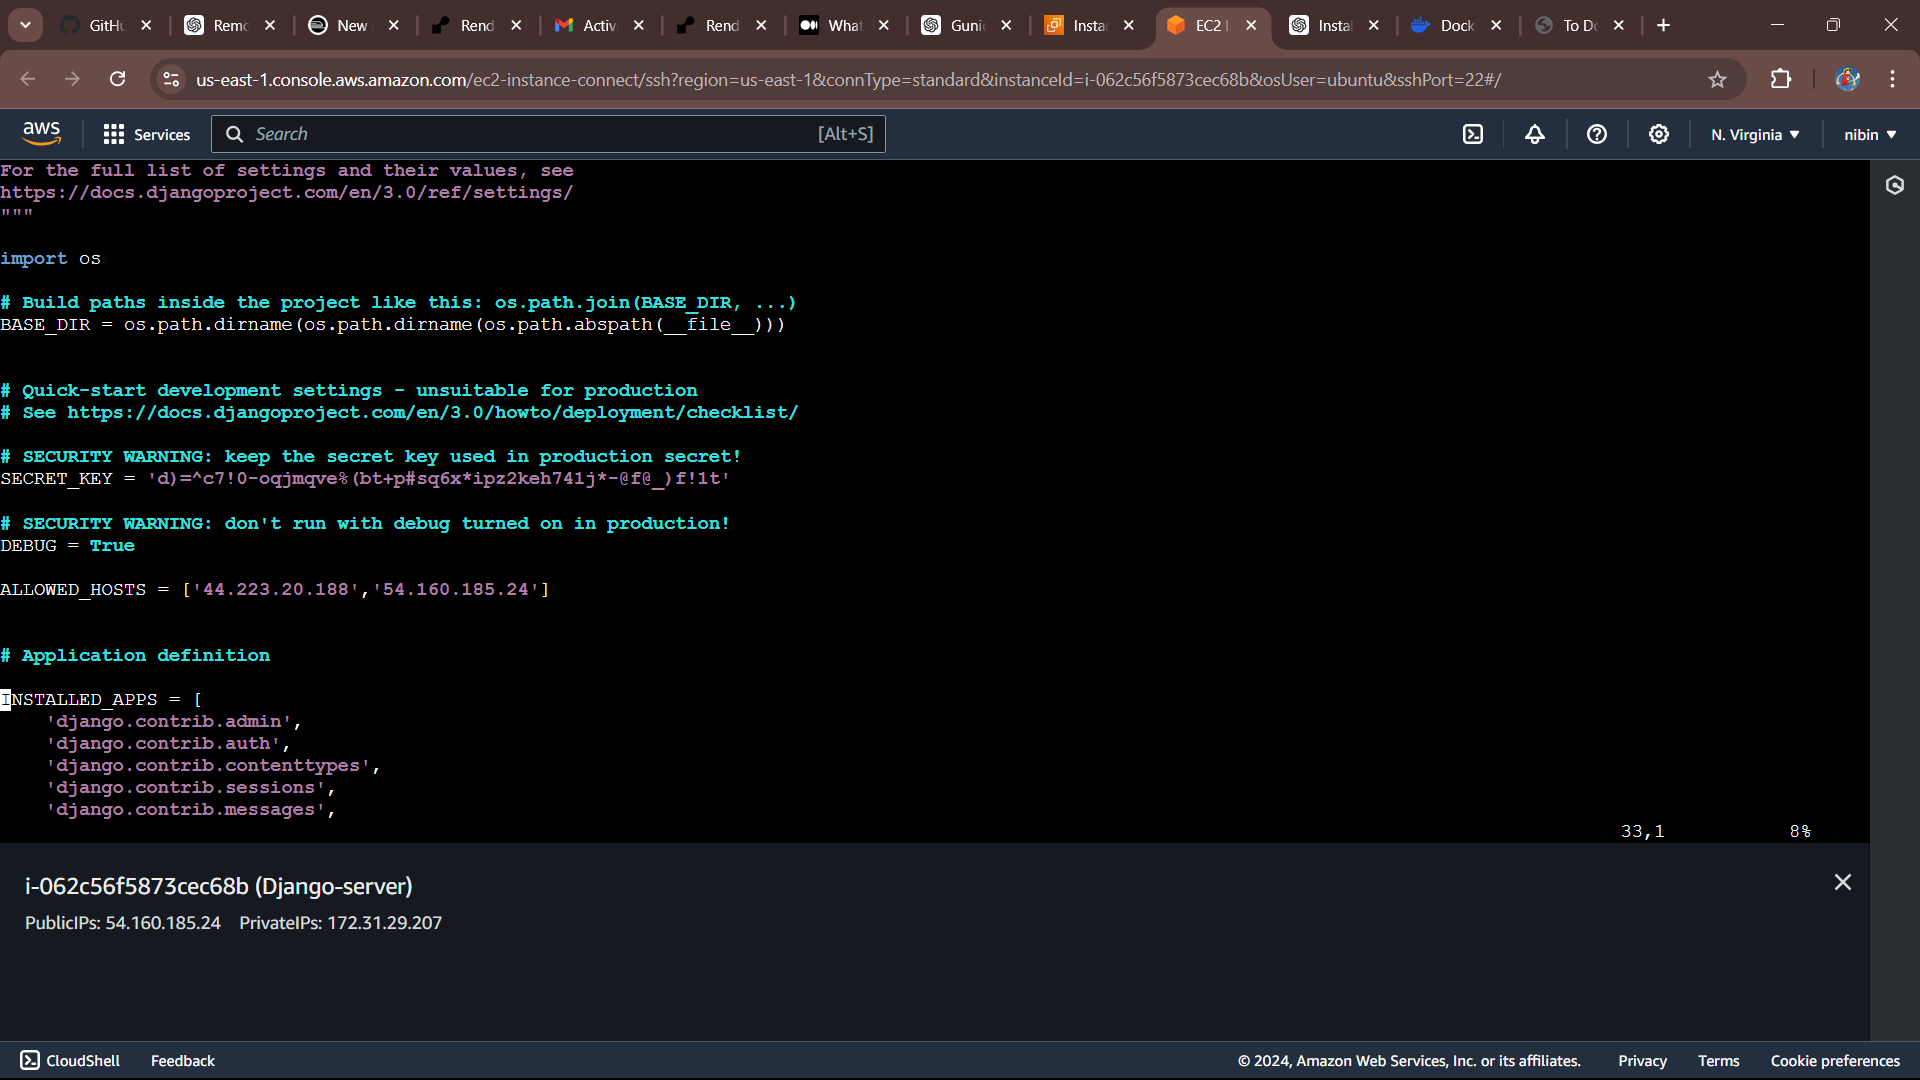 GitHu
Remo
New
Rend
Activ
Rend
What
Gunic
Insta
EC2 I
Instal
Dock
To Do
us-east-1.console.aws.amazon.com/ec2-instance-connect/ssh?region=us-east-1&connType=standard&instanceId=i-062c56f5873cec68b&osUser=ubuntu&sshPort=22#/
aws
Services
Search
[Alt+S]
N. Virginia
nibin
For the full list of settings and their values, see
https://docs.djangoproject.com/en/3.0/ref/settings/
"""
import os
# Build paths inside the project like this: os.path.join(BASE_DIR, ...)
BASE_DIR = os.path.dirname(os.path.dirname(os.path.abspath(__file__)))
# Quick-start development settings - unsuitable for production
# See https://docs.djangoproject.com/en/3.0/howto/deployment/checklist/
# SECURITY WARNING: keep the secret key used in production secret!
SECRET_KEY = 'd)=^c7!0-oqjmqve%(bt+p#sq6x*ipz2keh741j*-@f@_)f!1t'
# SECURITY WARNING: don't run with debug turned on in production!
DEBUG = True
ALLOWED_HOSTS = ['44.223.20.188','54.160.185.24']
# Application definition
INSTALLED_APPS = [
    'django.contrib.admin',
    'django.contrib.auth',
    'django.contrib.contenttypes',
    'django.contrib.sessions',
    'django.contrib.messages',
33,1
8%
i-062c56f5873cec68b (Django-server)
PublicIPs: 54.160.185.24 PrivateIPs: 172.31.29.207
CloudShell
Feedback
© 2024, Amazon Web Services, Inc. or its affiliates.
Privacy
Terms
Cookie preferences